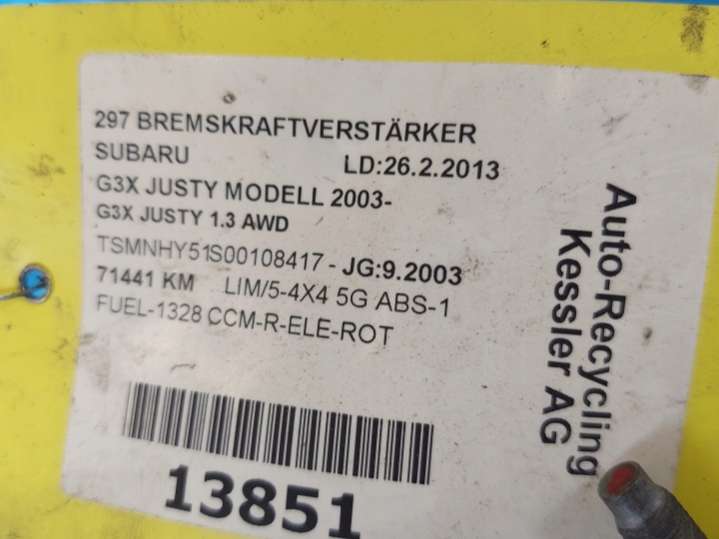 297 BREMSKRAFTVERSTÄRKER
SUBARU LD:26.2.2013
G3X JUSTY MODELL 2003-
G3X JUSTY 1.3 AWD
TSMNHY51S00108417 - JG:9.2003
71441 KM LIM/5-4X4 5G ABS-1
FUEL-1328 CCM-R-ELE-ROT
13851
Auto-Recycling
Kessler AG